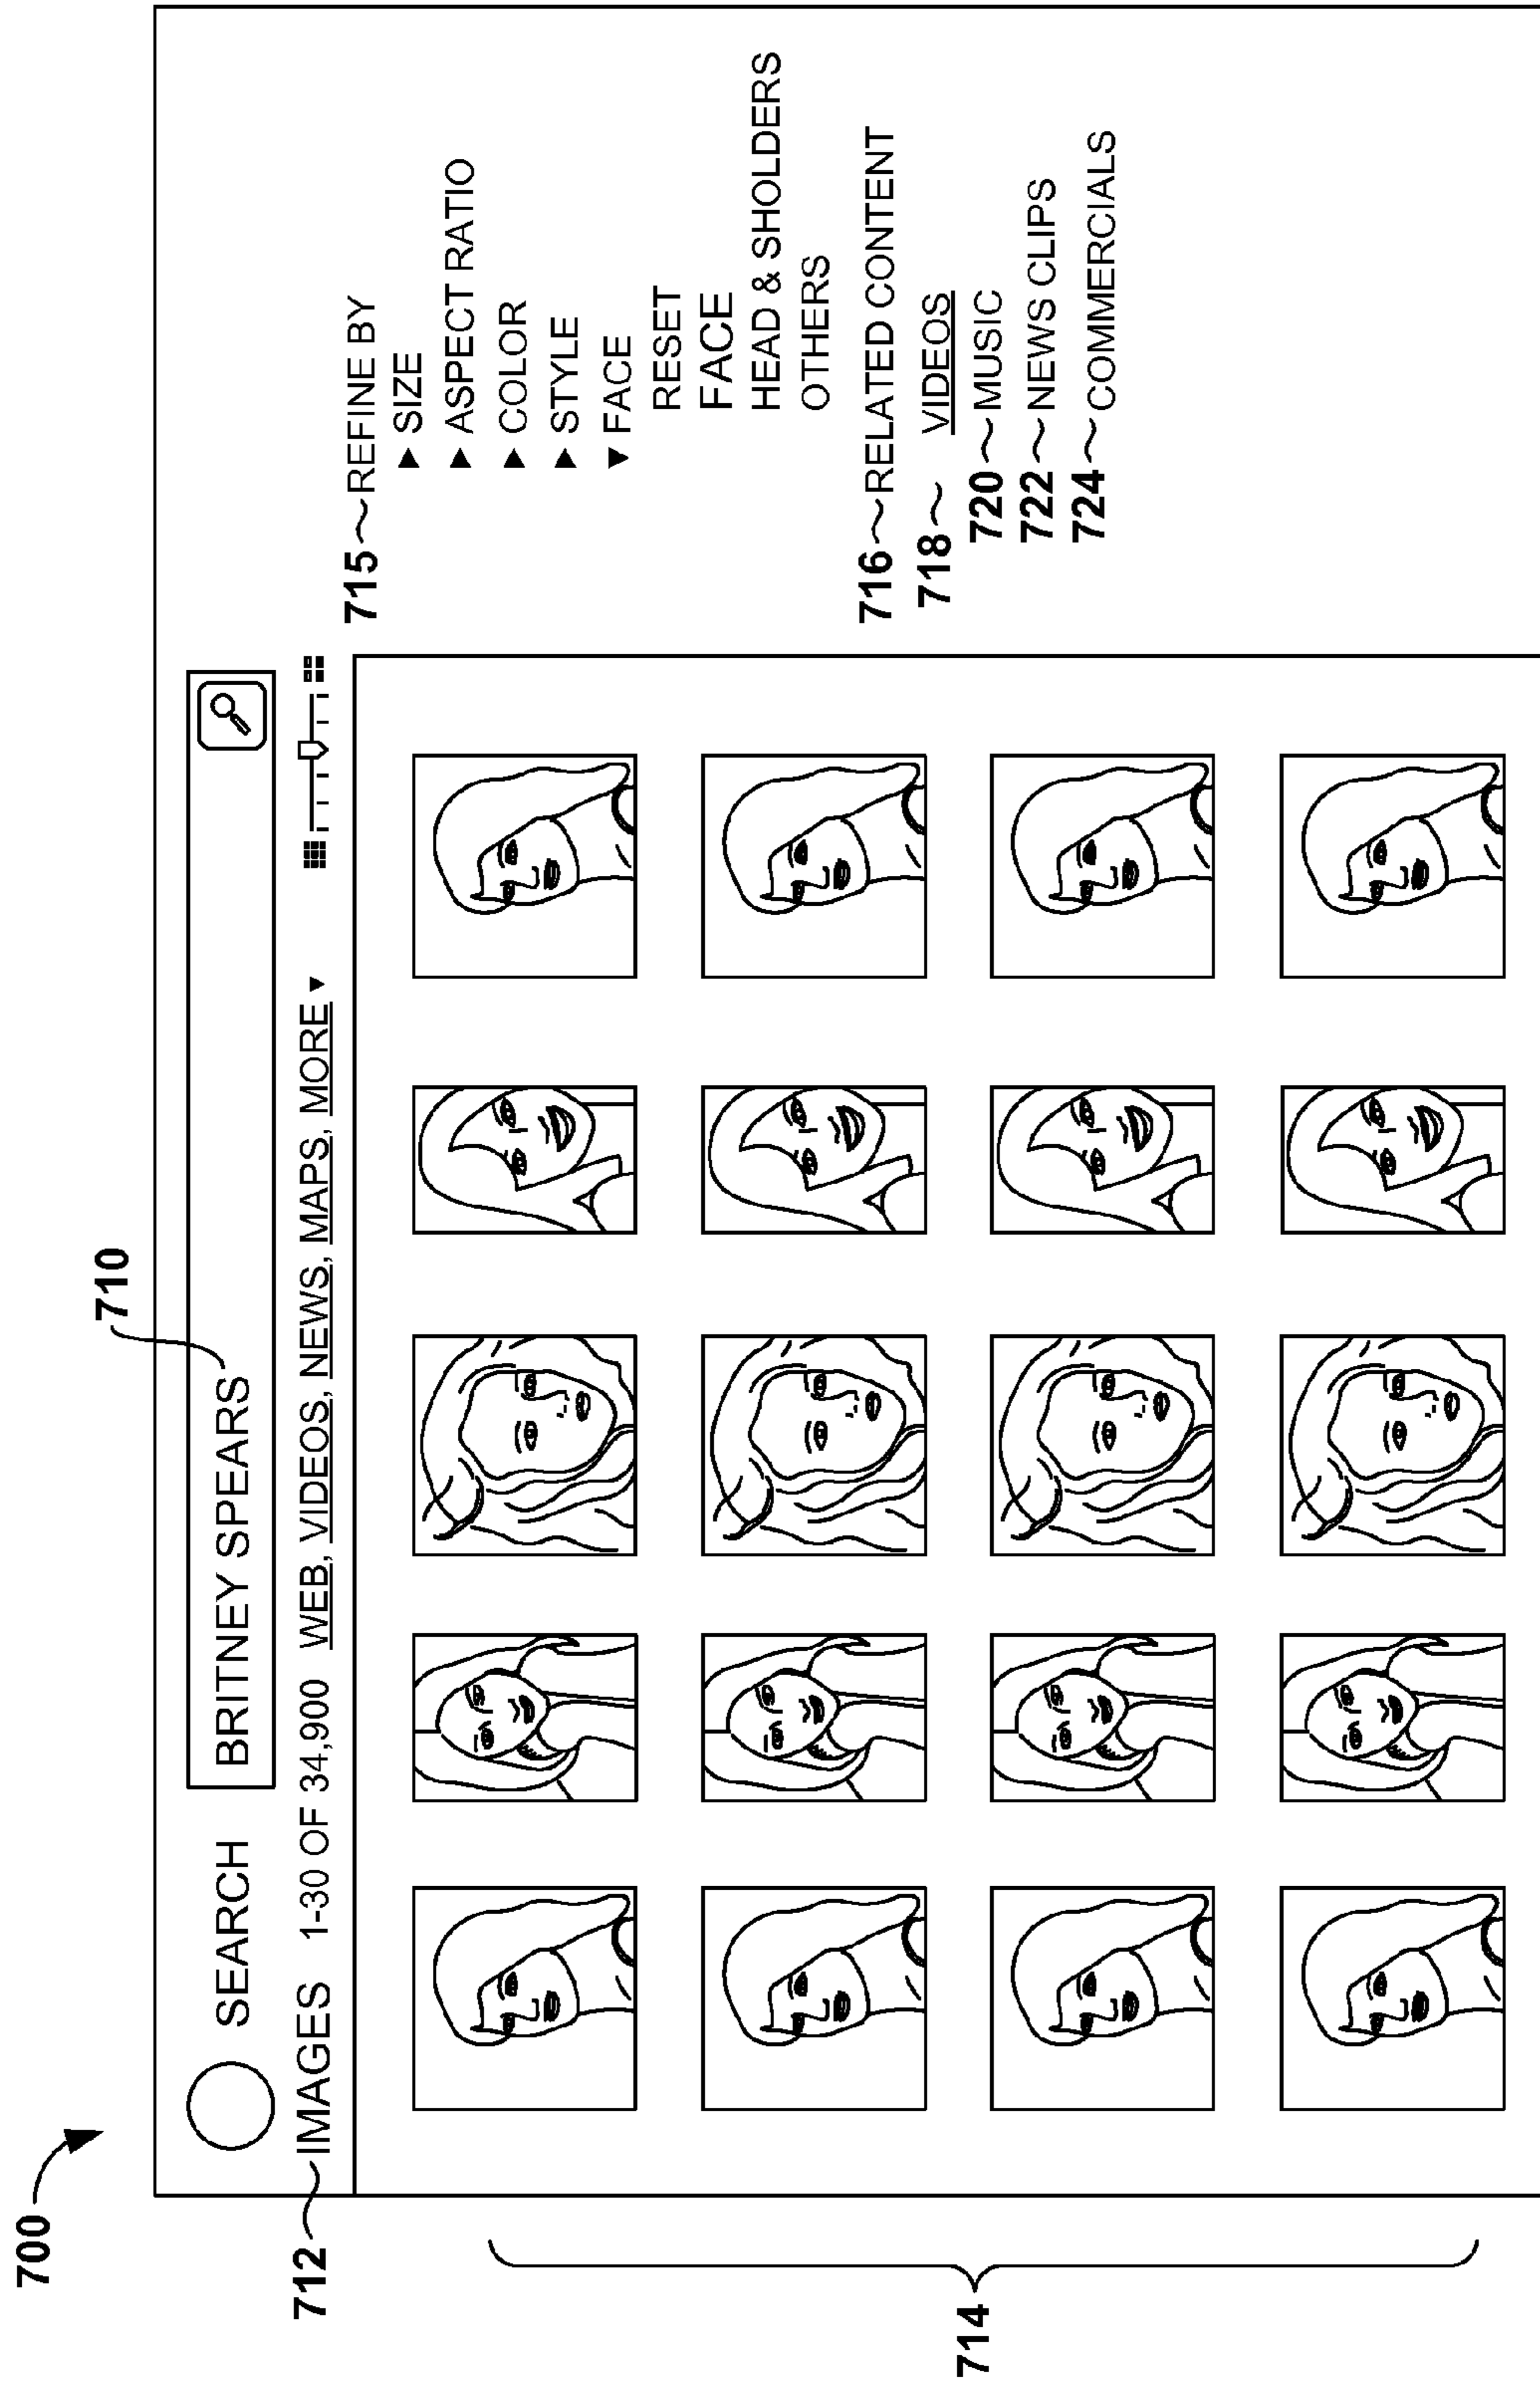 700
710
SEARCH BRITNEY SPEARS
712 IMAGES 1-30 OF 34,900 WEB, VIDEOS, NEWS, MAPS, MORE ▼
714
715 REFINE BY
► SIZE
► ASPECT RATIO
► COLOR
► STYLE
▼ FACE
RESET
FACE
HEAD & SHOLDERS
OTHERS
716 RELATED CONTENT
718 VIDEOS
720 MUSIC
722 NEWS CLIPS
724 COMMERCIALS